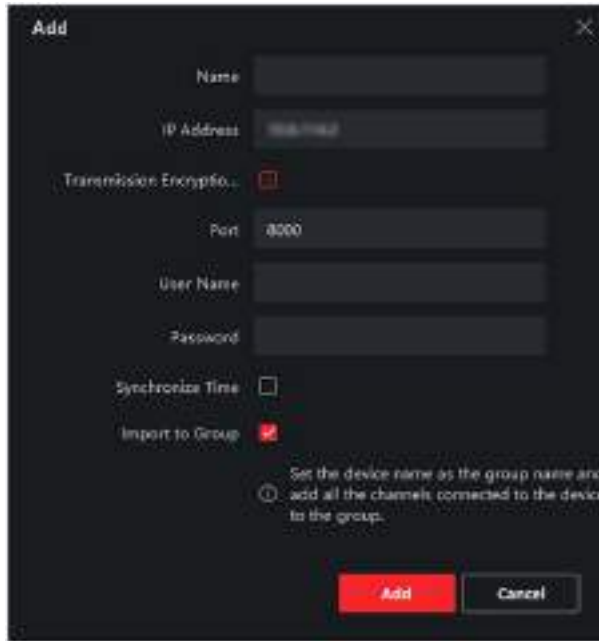 Add
Name
IP Address
Transmission Encryptio...
Port 8000
User Name
Password
Synchronize Time
Import to Group
Set the device name as the group name and
add all the channels connected to the device
to the group.
Add Cancel